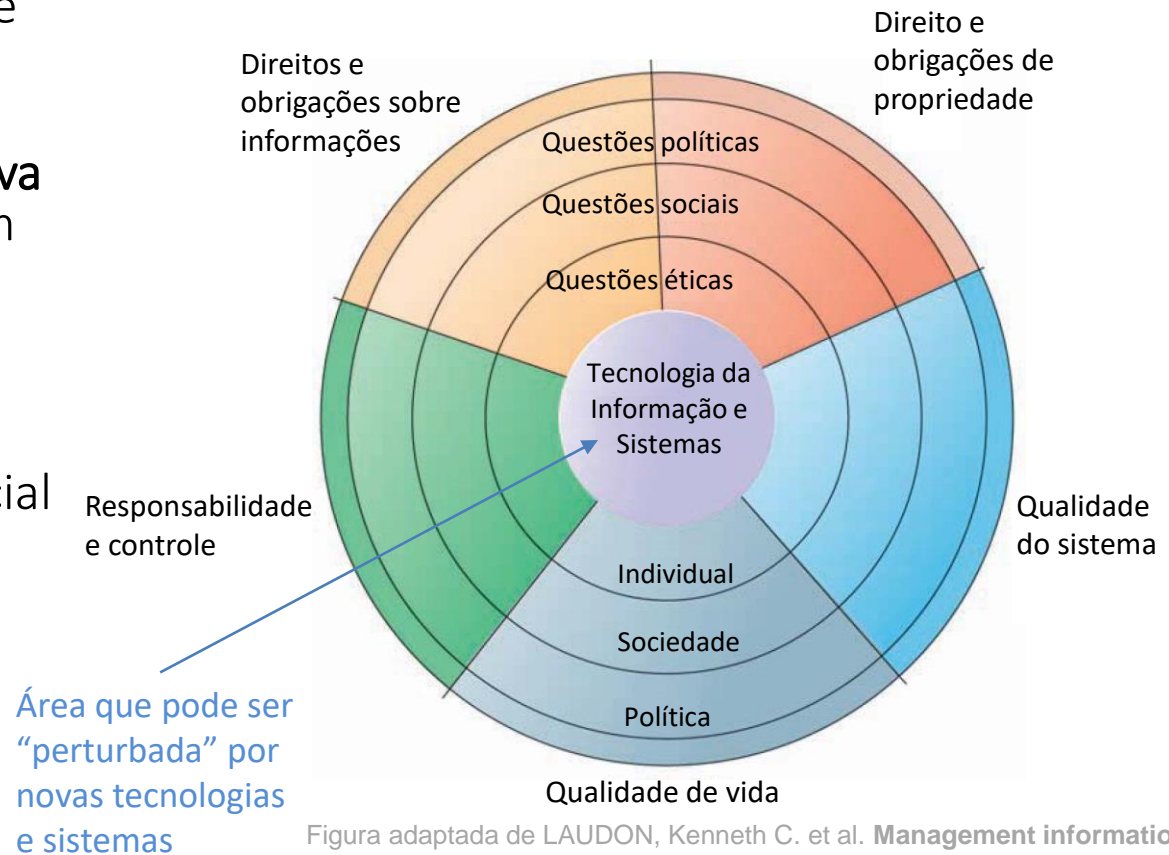 e
va
m
cial
Direitos e
obrigações sobre
informações
Direito e
obrigações de
propriedade
Questões políticas
Questões sociais
Questões éticas
Tecnologia da
Informação e
Sistemas
Responsabilidade
e controle
Qualidade
do sistema
Individual
Sociedade
Política
Qualidade de vida
Área que pode ser
“perturbada” por
novas tecnologias
e sistemas
Figura adaptada de LAUDON, Kenneth C. et al. Management informatio